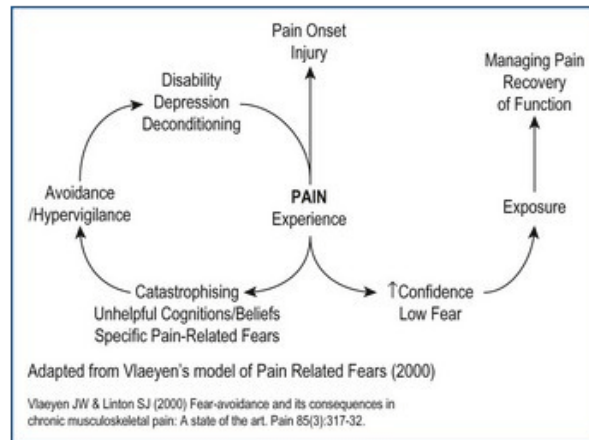 Pain Onset
Injury
Managing Pain
Recovery
of Function
Disability
Depression
Deconditioning
Avoidance
/Hypervigilance
PAIN
Experience
Exposure
Catastrophising
Unhelpful Cognitions/Beliefs
Specific Pain-Related Fears
↑Confidence
Low Fear
Adapted from Vlaeyen's model of Pain Related Fears (2000)
Vlaeyen JW & Linton SJ (2000) Fear-avoidance and its consequences in
chronic musculoskeletal pain: A state of the art. Pain 85(3):317-32.